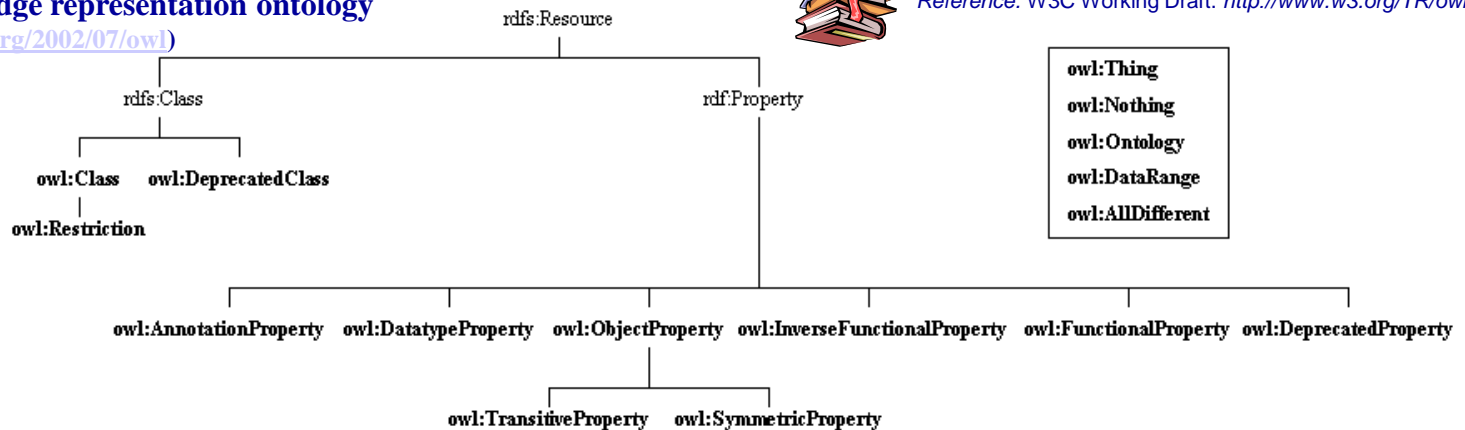 dge representation ontology
rg/2002/07/owl)
Reference: W3C Working Draft. http://www.w3.org/TR/owl
rdfs:Resource
rdfs:Class
rdf:Property
owl:Class
owl:DeprecatedClass
owl:Restriction
owl:Thing
owl:Nothing
owl:Ontology
owl:DataRange
owl:AllDifferent
owl:AnnotationProperty
owl:DatatypeProperty
owl:ObjectProperty
owl:InverseFunctionalProperty
owl:FunctionalProperty
owl:DeprecatedProperty
owl:TransitiveProperty
owl:SymmetricProperty